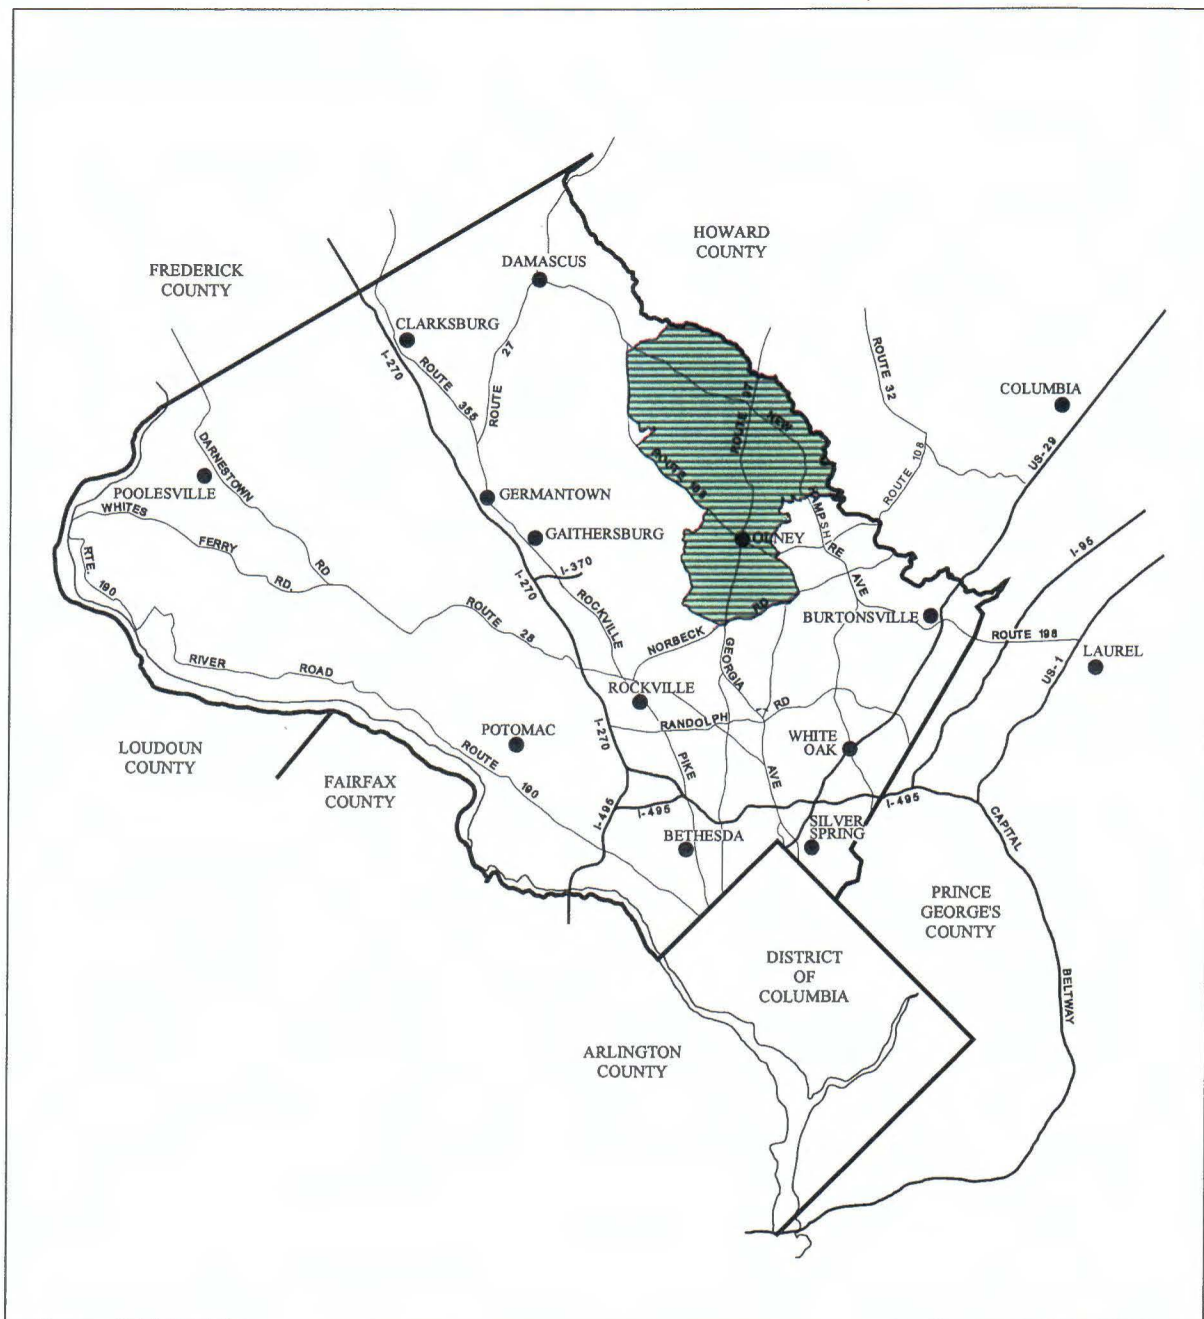 HOWARD
COUNTY
FREDERICK
COUNTY
DAMASCUS
CLARKSBURG
I-270
ROUTE 355
ROUTE 27
ROUTE 97
NEW
ROUTE 32
COLUMBIA
US-29
ROUTE 108
ROUTE 108
HAMPSHIRE
AVE
DARNESTOWN
RD
POOLESVILLE
WHITES
FERRY
RD.
RTE. 190
GERMANTOWN
GAITHERSBURG
I-370
I-270
ROCKVILLE
OLNEY
I-95
ROUTE 28
NORBECK
RD
BURTONSVILLE
ROUTE 198
US-1
LAUREL
RIVER
ROAD
GEORGIA
ROCKVILLE
RANDOLPH
RD
I-270
POTOMAC
WHITE
OAK
LOUDOUN
COUNTY
ROUTE
190
PIKE
AVE
FAIRFAX
COUNTY
I-495
I-495
I-495
CAPITAL
BETHESDA
SILVER
SPRING
PRINCE
GEORGE'S
COUNTY
DISTRICT
OF
COLUMBIA
BELTWAY
ARLINGTON
COUNTY